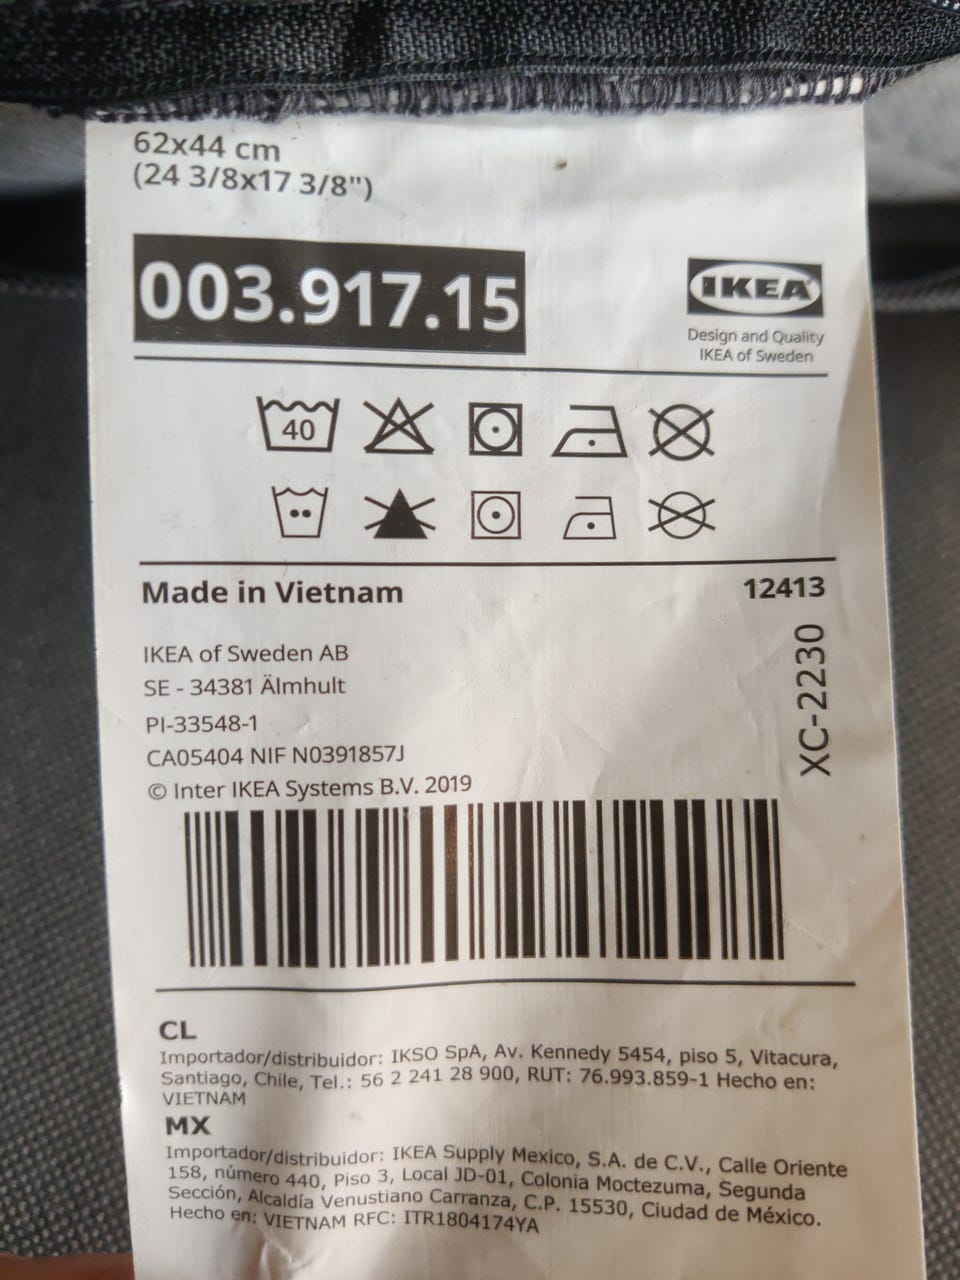 62x44 cm
(24 3/8x17 3/8")
003.917.15
IKEA
Design and Quality
IKEA of Sweden
40
Made in Vietnam
12413
XC-2230
IKEA of Sweden AB
SE - 34381 Älmhult
PI-33548-1
CA05404 NIF N0391857J
© Inter IKEA Systems B.V. 2019
CL
Importador/distribuidor: IKSO SpA, Av. Kennedy 5454, piso 5, Vitacura,
Santiago, Chile, Tel.: 56 2 241 28 900, RUT: 76.993.859-1 Hecho en:
VIETNAM
MX
Importador/distribuidor: IKEA Supply Mexico, S.A. de C.V., Calle Oriente
158, número 440, Piso 3, Local JD-01, Colonia Moctezuma, Segunda
Sección, Alcaldía Venustiano Carranza, C.P. 15530, Ciudad de México.
Hecho en: VIETNAM RFC: ITR1804174YA